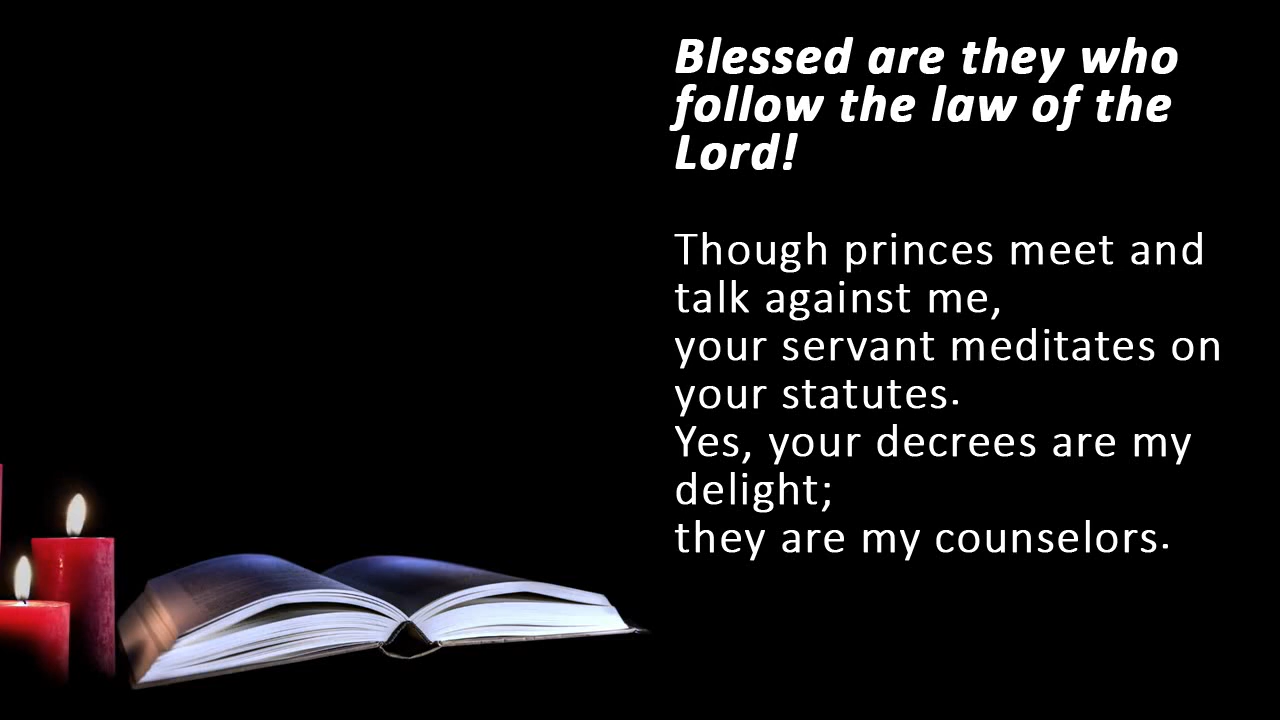 Blessed are they who
follow the law of the
Lord!
Though princes meet and
talk against me,
your servant meditates on
your statutes.
Yes, your decrees are my
delight;
they are my counselors.